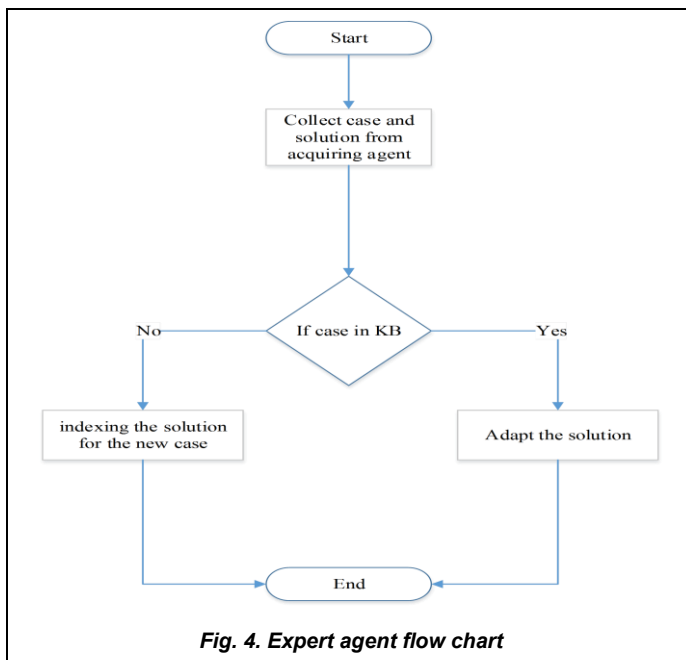 Start
Collect case and
solution from
acquiring agent
If case in KB
No
Yes
indexing the solution
for the new case
Adapt the solution
End
Fig. 4. Expert agent flow chart